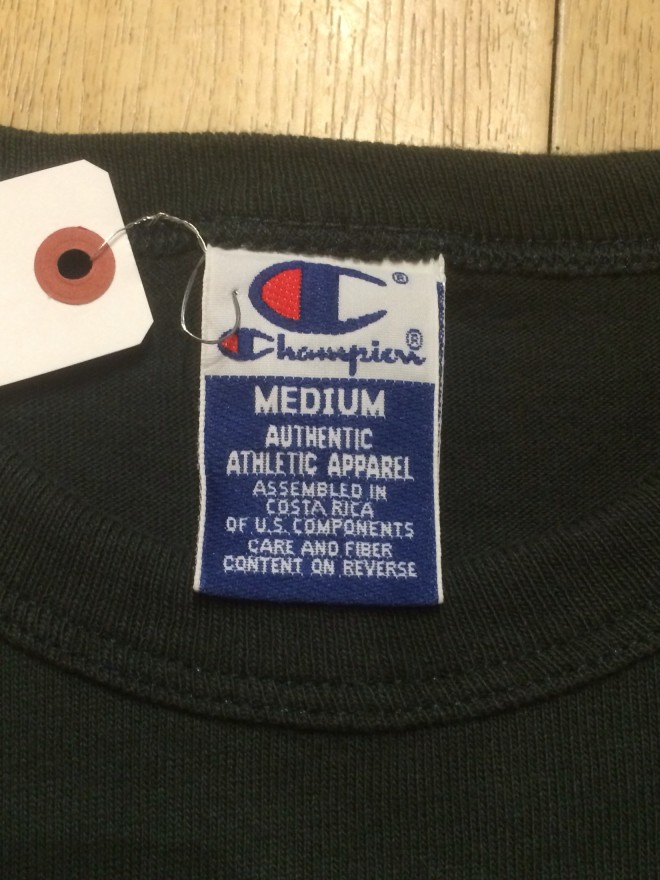 ®
Champion®
MEDIUM
AUTHENTIC
ATHLETIC APPAREL
ASSEMBLED IN
COSTA RICA
OF U.S. COMPONENTS
CARE AND FIBER
CONTENT ON REVERSE